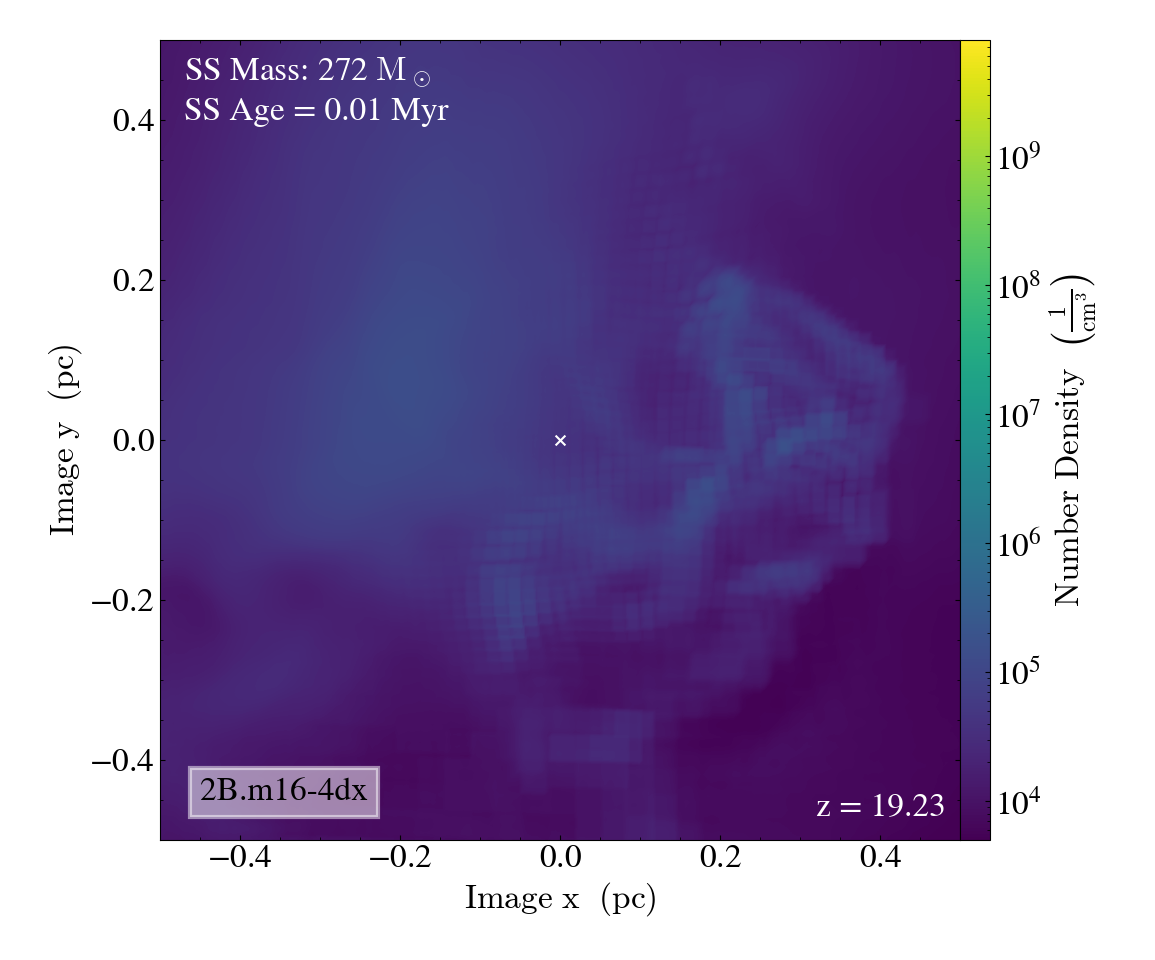 SS Mass: 272 M⊙
SS Age = 0.01 Myr
0.4
0.2
0.0
−0.2
−0.4
Image y (pc)
2B.m16-4dx
z = 19.23
−0.4 −0.2 0.0 0.2 0.4
Image x (pc)
10⁹
10⁸
10⁷
10⁶
10⁵
10⁴
Number Density (1/cm³)